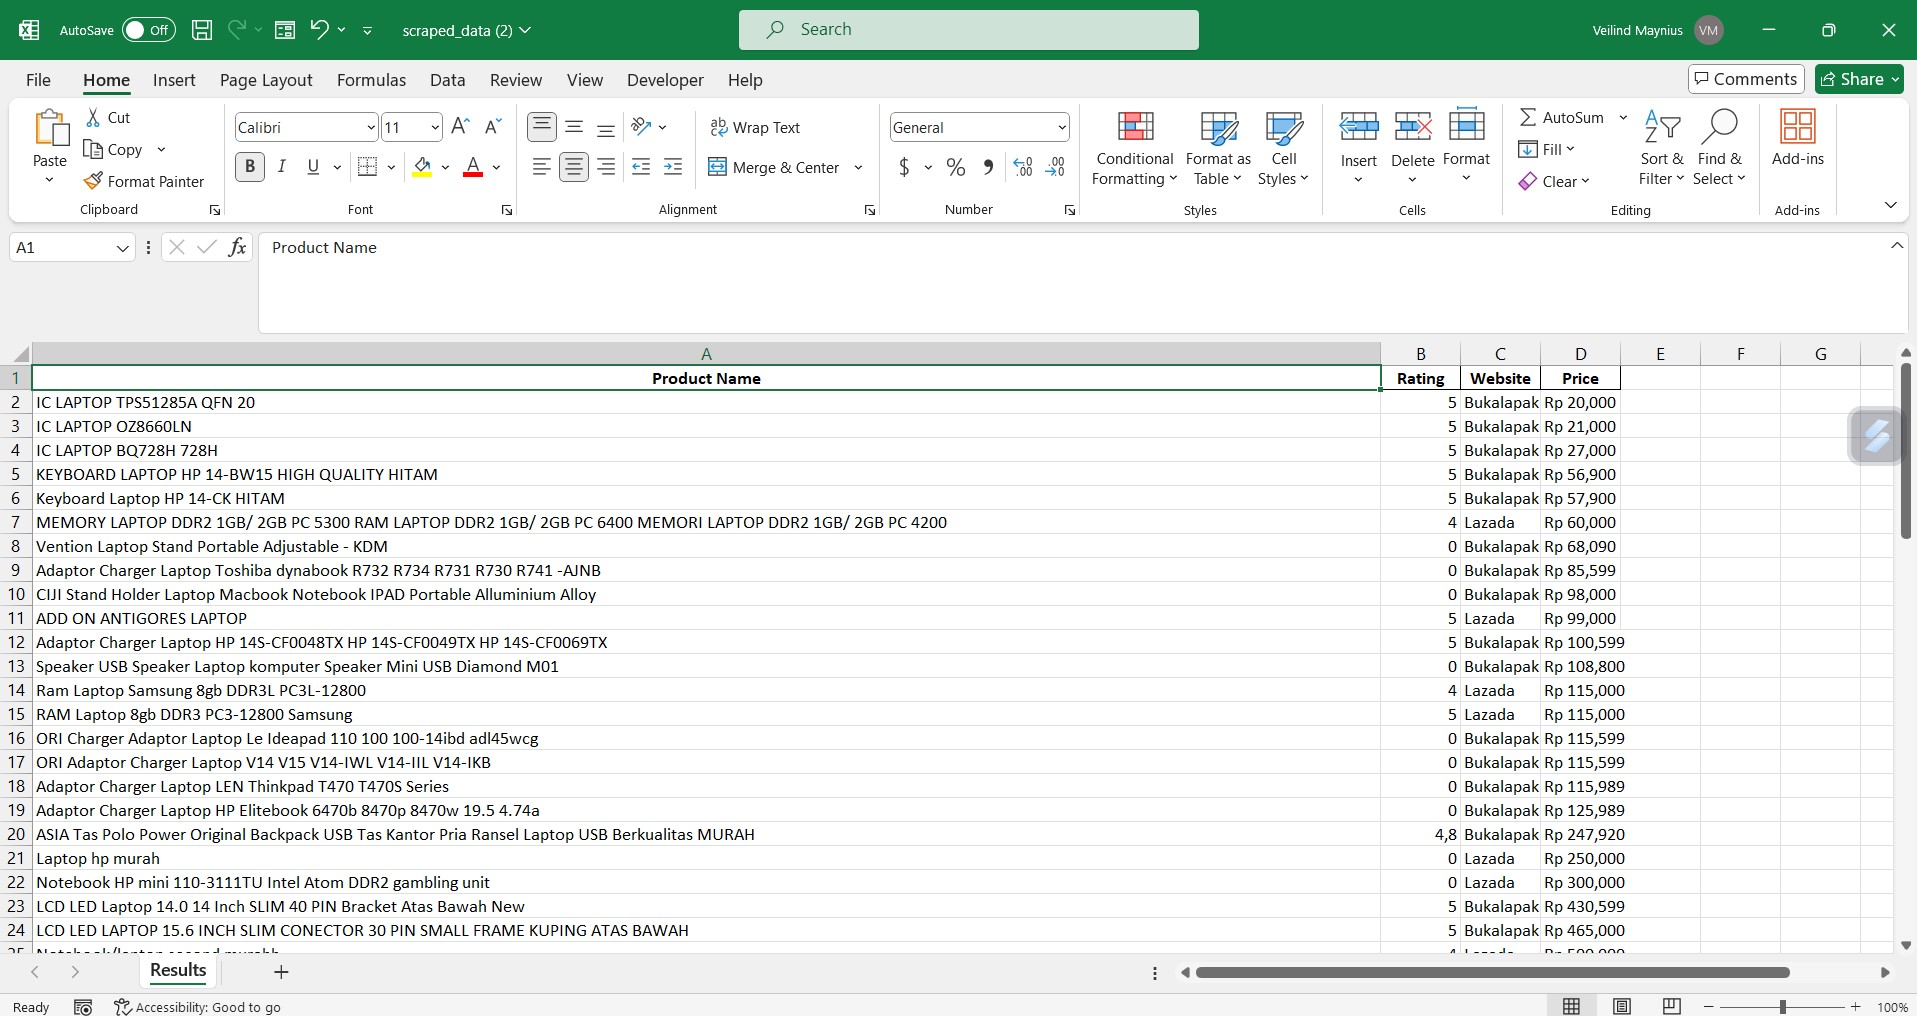 AutoSave Off scraped_data (2) Search Veilind Maynius VM
File Home Insert Page Layout Formulas Data Review View Developer Help Comments Share
Paste Cut Copy Format Painter Clipboard
Calibri 11 B I U A Font
Wrap Text Merge & Center Alignment
General $ % Number
Conditional Formatting Format as Table Cell Styles Styles
Insert Delete Format Cells
AutoSum Fill Clear Sort & Filter Find & Select Editing
Add-ins Add-ins
A1 fx Product Name
A B C D E F G
1 Product Name Rating Website Price
2 IC LAPTOP TPS51285A QFN 20 5 Bukalapak Rp 20,000
3 IC LAPTOP OZ8660LN 5 Bukalapak Rp 21,000
4 IC LAPTOP BQ728H 728H 5 Bukalapak Rp 27,000
5 KEYBOARD LAPTOP HP 14-BW15 HIGH QUALITY HITAM 5 Bukalapak Rp 56,900
6 Keyboard Laptop HP 14-CK HITAM 5 Bukalapak Rp 57,900
7 MEMORY LAPTOP DDR2 1GB/ 2GB PC 5300 RAM LAPTOP DDR2 1GB/ 2GB PC 6400 MEMORI LAPTOP DDR2 1GB/ 2GB PC 4200 4 Lazada Rp 60,000
8 Vention Laptop Stand Portable Adjustable - KDM 0 Bukalapak Rp 68,090
9 Adaptor Charger Laptop Toshiba dynabook R732 R734 R731 R730 R741 -AJNB 0 Bukalapak Rp 85,599
10 CIJI Stand Holder Laptop Macbook Notebook IPAD Portable Alluminium Alloy 0 Bukalapak Rp 98,000
11 ADD ON ANTIGORES LAPTOP 5 Lazada Rp 99,000
12 Adaptor Charger Laptop HP 14S-CF0048TX HP 14S-CF0049TX HP 14S-CF0069TX 5 Bukalapak Rp 100,599
13 Speaker USB Speaker Laptop komputer Speaker Mini USB Diamond M01 0 Bukalapak Rp 108,800
14 Ram Laptop Samsung 8gb DDR3L PC3L-12800 4 Lazada Rp 115,000
15 RAM Laptop 8gb DDR3 PC3-12800 Samsung 5 Lazada Rp 115,000
16 ORI Charger Adaptor Laptop Le Ideapad 110 100 100-14ibd adl45wcg 0 Bukalapak Rp 115,599
17 ORI Adaptor Charger Laptop V14 V15 V14-IWL V14-IIL V14-IKB 0 Bukalapak Rp 115,599
18 Adaptor Charger Laptop LEN Thinkpad T470 T470S Series 0 Bukalapak Rp 115,989
19 Adaptor Charger Laptop HP Elitebook 6470b 8470p 8470w 19.5 4.74a 0 Bukalapak Rp 125,989
20 ASIA Tas Polo Power Original Backpack USB Tas Kantor Pria Ransel Laptop USB Berkualitas MURAH 4,8 Bukalapak Rp 247,920
21 Laptop hp murah 0 Lazada Rp 250,000
22 Notebook HP mini 110-3111TU Intel Atom DDR2 gambling unit 0 Lazada Rp 300,000
23 LCD LED Laptop 14.0 14 Inch SLIM 40 PIN Bracket Atas Bawah New 5 Bukalapak Rp 430,599
24 LCD LED LAPTOP 15.6 INCH SLIM CONECTOR 30 PIN SMALL FRAME KUPING ATAS BAWAH 5 Bukalapak Rp 465,000
Results
Ready Accessibility: Good to go 100%